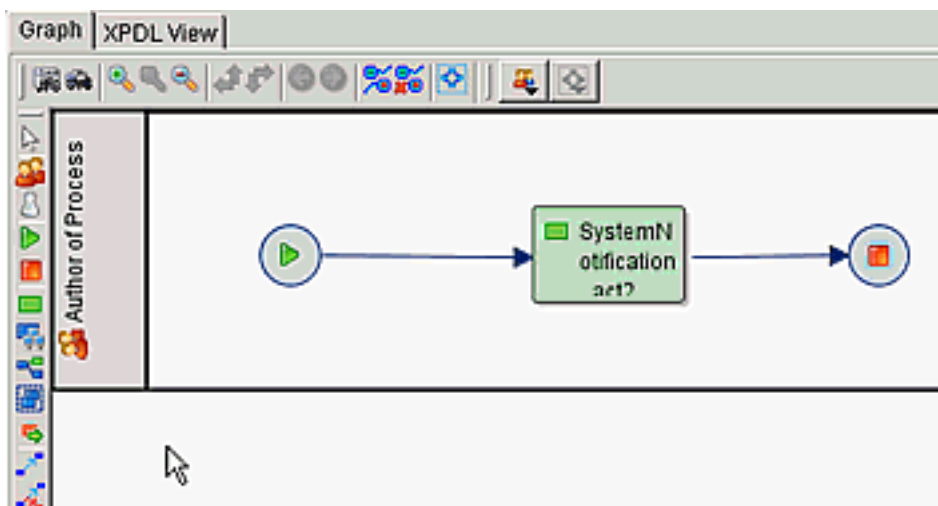 Graph XPDL View
Author of Process
SystemN
otification
act2